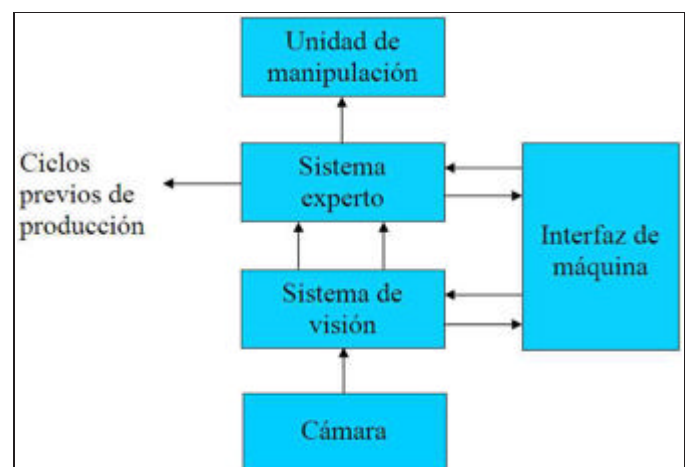 Unidad de
manipulación
Ciclos
previos de
producción
Sistema
experto
Interfaz de
máquina
Sistema de
visión
Cámara